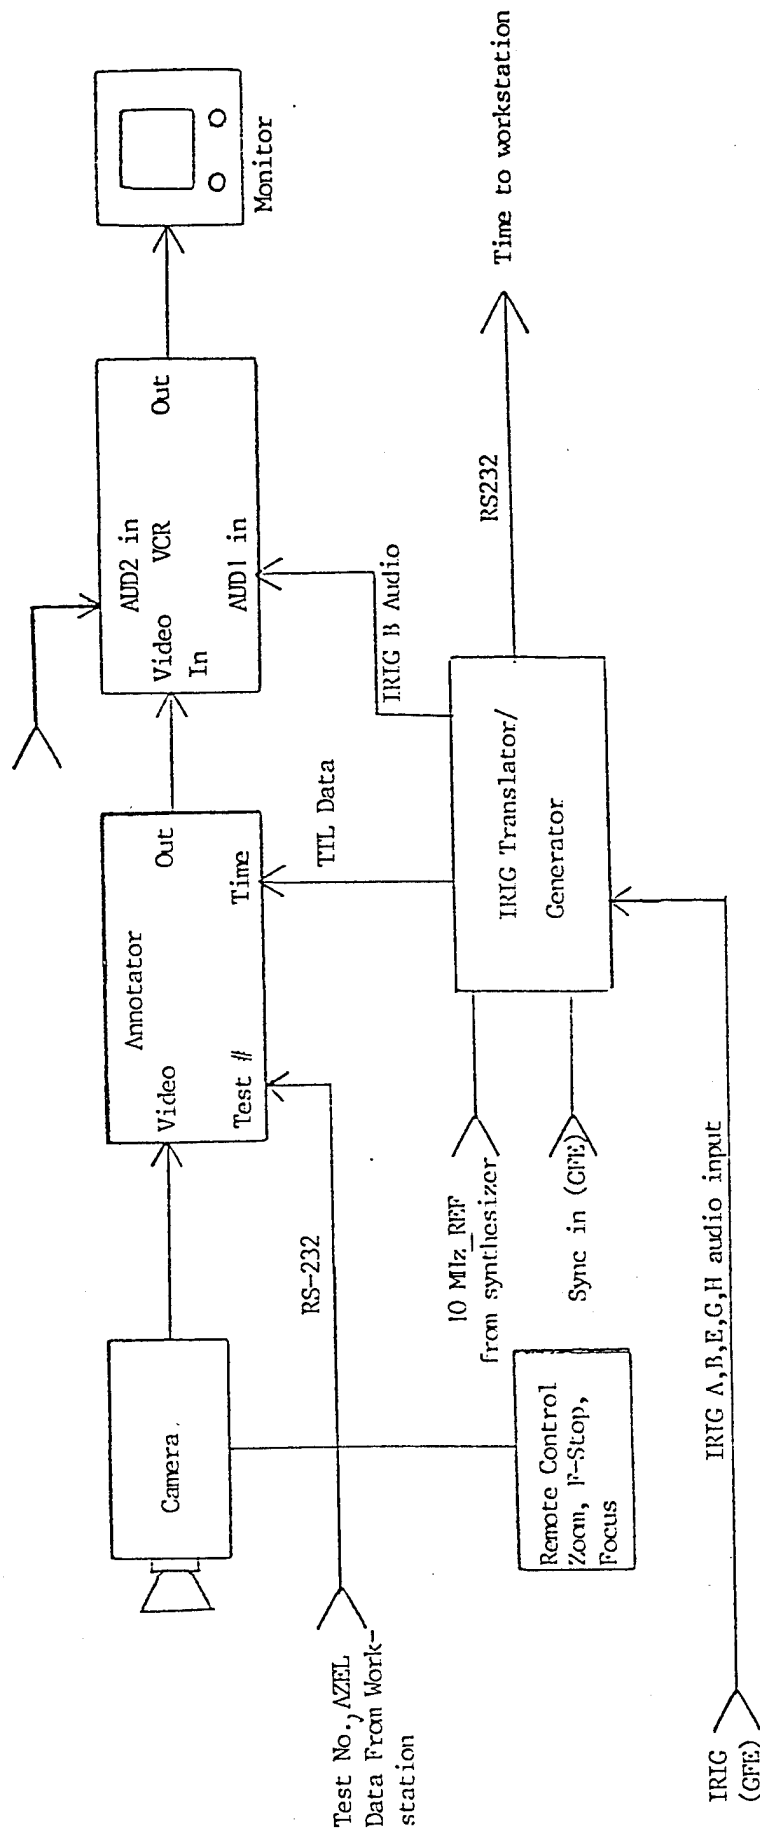 Camera
Annotator
Video
Out
Test #
Time
AUD2 in
Video
VCR
Out
In
AUD1 in
Monitor
RS-232
TTL Data
IRIG B Audio
Test No., AZEL
Data From Work-
station
Remote Control
Zoom, F-Stop,
Focus
10 MHz REF
from synthesizer
Sync in (GFE)
IRIG Translator/
Generator
RS232
Time to workstation
IRIG
(GFE)
IRIG A,B,E,G,H audio input